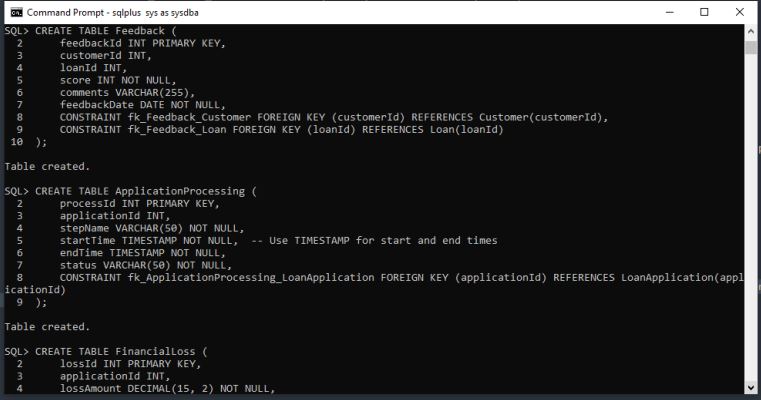 Command Prompt - sqlplus  sys as sysdba
SQL> CREATE TABLE Feedback (
  2      feedbackId INT PRIMARY KEY,
  3      customerId INT,
  4      loanId INT,
  5      score INT NOT NULL,
  6      comments VARCHAR(255),
  7      feedbackDate DATE NOT NULL,
  8      CONSTRAINT fk_Feedback_Customer FOREIGN KEY (customerId) REFERENCES Customer(customerId),
  9      CONSTRAINT fk_Feedback_Loan FOREIGN KEY (loanId) REFERENCES Loan(loanId)
 10  );
Table created.
SQL> CREATE TABLE ApplicationProcessing (
  2      processId INT PRIMARY KEY,
  3      applicationId INT,
  4      stepName VARCHAR(50) NOT NULL,
  5      startTime TIMESTAMP NOT NULL,  -- Use TIMESTAMP for start and end times
  6      endTime TIMESTAMP NOT NULL,
  7      status VARCHAR(50) NOT NULL,
  8      CONSTRAINT fk_ApplicationProcessing_LoanApplication FOREIGN KEY (applicationId) REFERENCES LoanApplication(appl
icationId)
  9  );
Table created.
SQL> CREATE TABLE FinancialLoss (
  2      lossId INT PRIMARY KEY,
  3      applicationId INT,
  4      lossAmount DECIMAL(15, 2) NOT NULL,